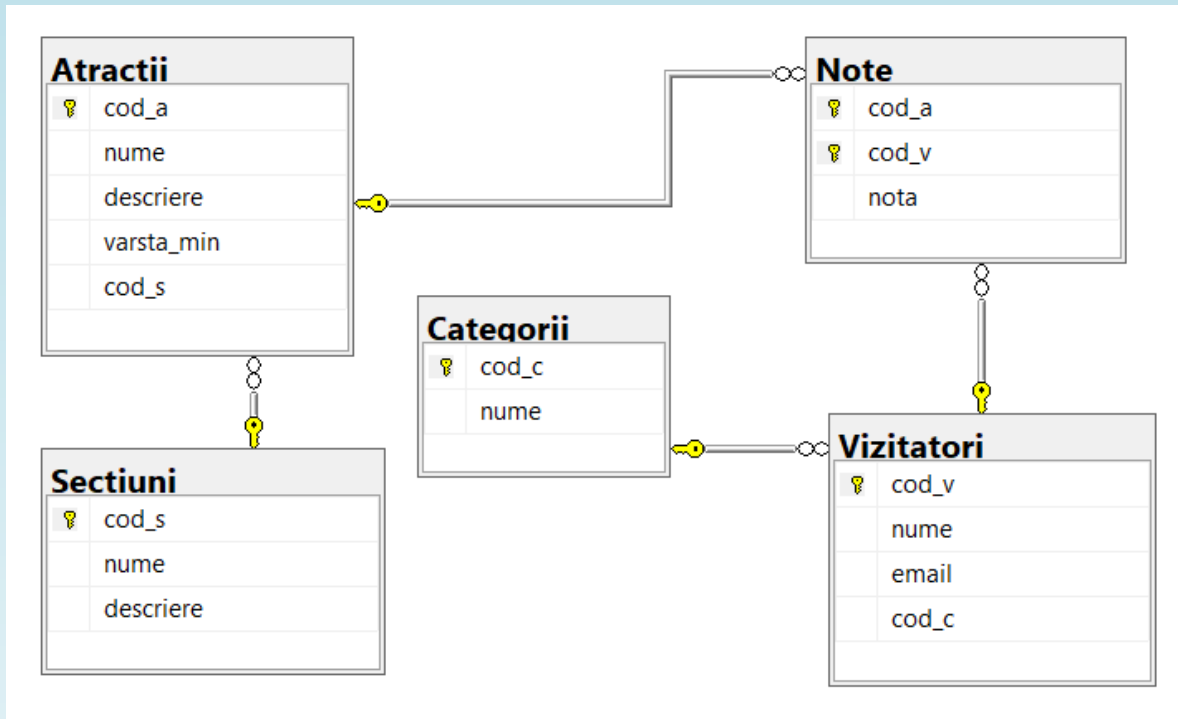 Atractii
cod_a
nume
descriere
varsta_min
cod_s
Note
cod_a
cod_v
nota
Categorii
cod_c
nume
Sectiuni
cod_s
nume
descriere
Vizitatori
cod_v
nume
email
cod_c